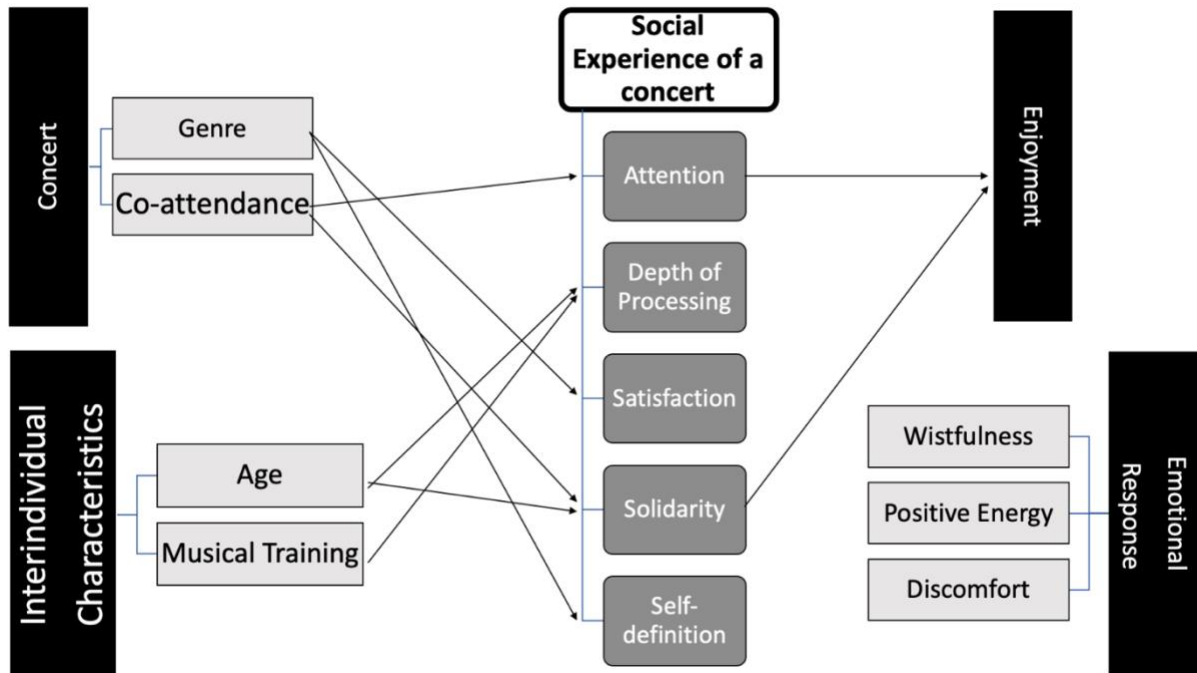 Concert
Genre
Co-attendance
Interindividual
Characteristics
Age
Musical Training
Social
Experience of a
concert
Attention
Depth of
Processing
Satisfaction
Solidarity
Self-
definition
Enjoyment
Wistfulness
Positive Energy
Discomfort
Emotional
Response